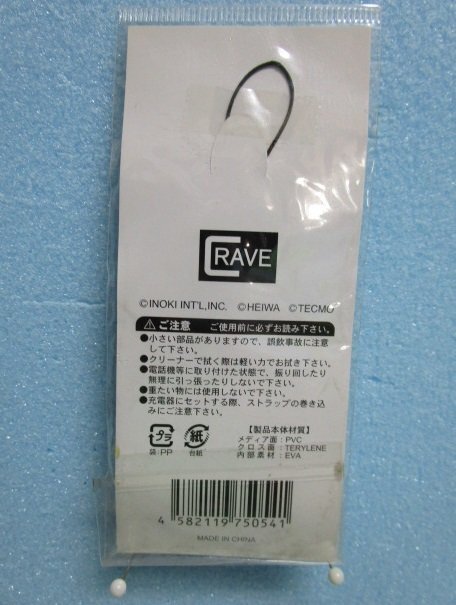 CRAVE
©INOKI INT'L,INC. ©HEIWA ©TECMO
ご注意 ご使用前に必ずお読み下さい。
●小さい部品がありますので、誤飲事故に注意
して下さい。
●クリーナーで拭く際は軽い力でお拭き下さい。
●電話機等に取り付けた状態で、振り回したり
無理に引っ張ったりしないで下さい。
●重たい物には使用しないで下さい。
●充電器にセットする際、ストラップの巻き込
みにご注意下さい。
プラ
袋:PP
紙
台紙
【製品本体材質】
メディア面:PVC
クロス面:TERYLENE
内部素材:EVA
4 582119 750541
MADE IN CHINA